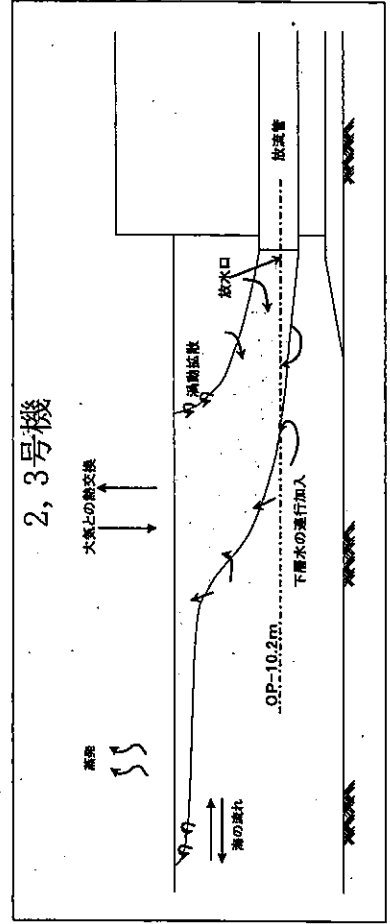 2,3号機
大気との熱交換
蒸発
渦動拡散
放水口
放流管
海の流れ
OP-10.2m
下層水の連行加入